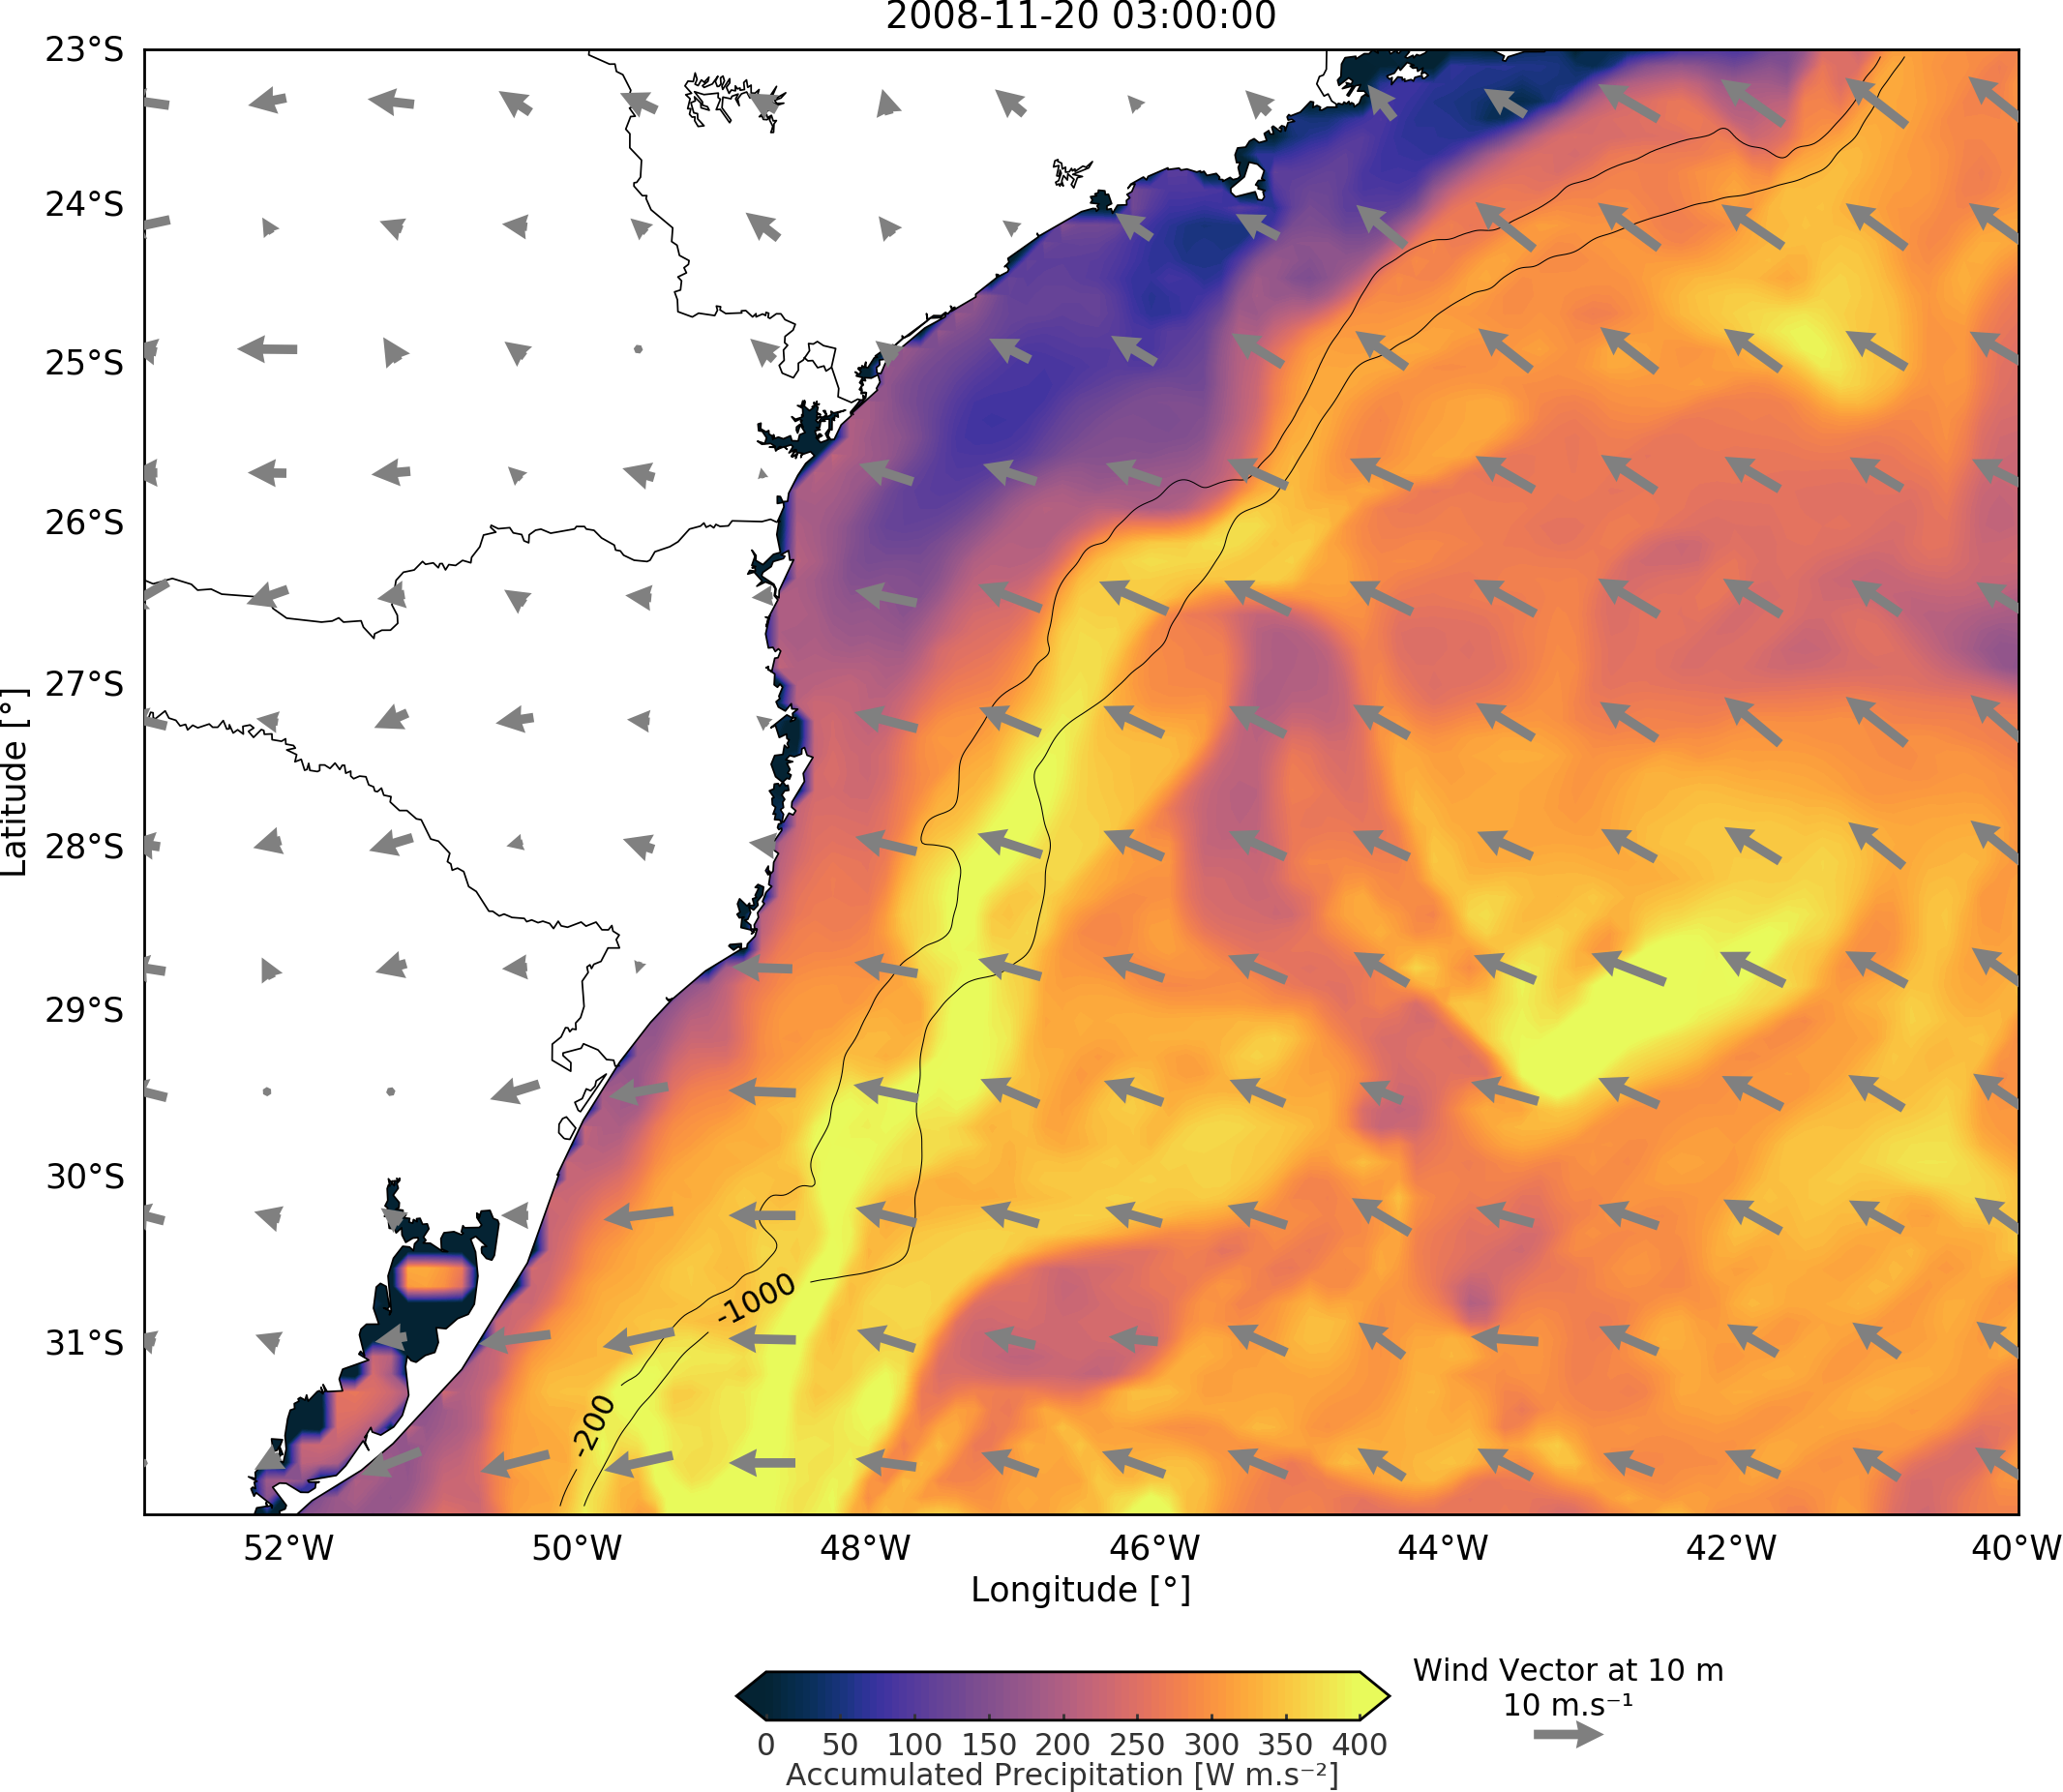 2008-11-20 03:00:00
23°S
24°S
25°S
26°S
27°S
28°S
29°S
30°S
31°S
Latitude [°]
-1000
-200
52°W 50°W 48°W 46°W 44°W 42°W 40°W
Longitude [°]
Wind Vector at 10 m
10 m.s⁻¹
0 50 100 150 200 250 300 350 400
Accumulated Precipitation [W m.s⁻²]